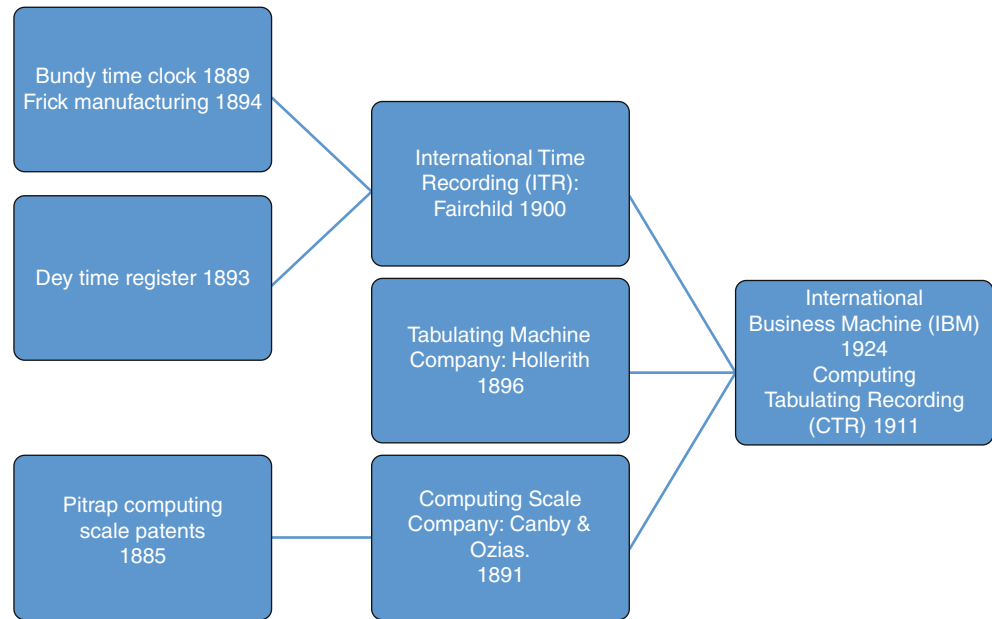 Bundy time clock 1889
Frick manufacturing 1894
Dey time register 1893
Pitrap computing
scale patents
1885
International Time
Recording (ITR):
Fairchild 1900
Tabulating Machine
Company: Hollerith
1896
Computing Scale
Company: Canby &
Ozias.
1891
International
Business Machine (IBM)
1924
Computing
Tabulating Recording
(CTR) 1911